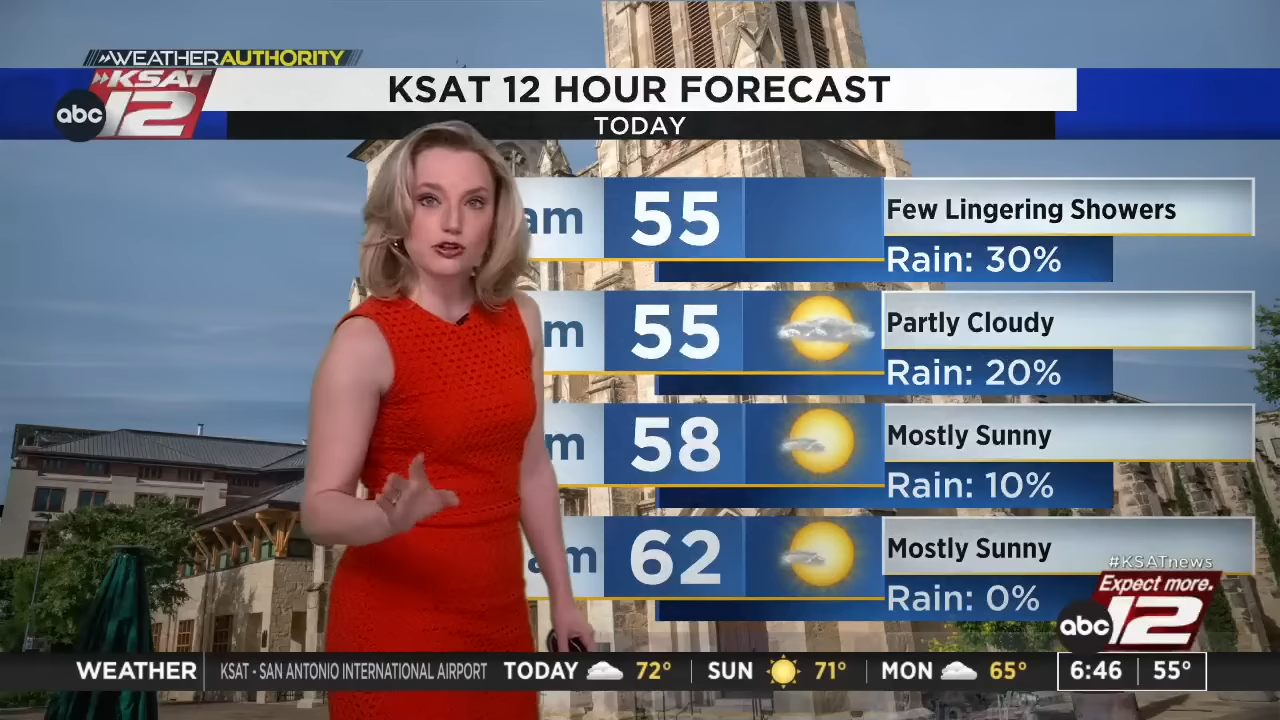 WEATHERAUTHORITY
KSAT
abc 12
KSAT 12 HOUR FORECAST
TODAY
am 55 Few Lingering Showers
Rain: 30%
55 Partly Cloudy
Rain: 20%
58 Mostly Sunny
Rain: 10%
am 62 Mostly Sunny
Rain: 0%
#KSATnews
Expect more.
abc 12
WEATHER KSAT - SAN ANTONIO INTERNATIONAL AIRPORT TODAY 72° SUN 71° MON 65° 6:46 55°